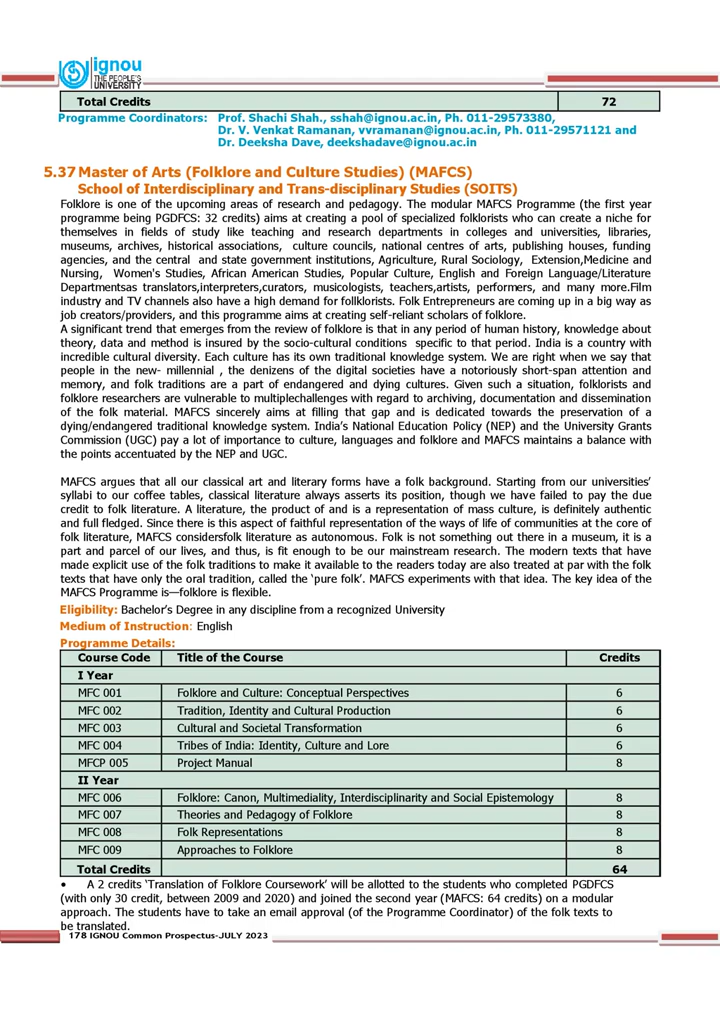 ignou
THE PEOPLE'S
UNIVERSITY
Total Credits 72
Programme Coordinators: Prof. Shachi Shah., sshah@ignou.ac.in, Ph. 011-29573380,
Dr. V. Venkat Ramanan, vvramanan@ignou.ac.in, Ph. 011-29571121 and
Dr. Deeksha Dave, deekshadave@ignou.ac.in
5.37 Master of Arts (Folklore and Culture Studies) (MAFCS)
School of Interdisciplinary and Trans-disciplinary Studies (SOITS)
Folklore is one of the upcoming areas of research and pedagogy. The modular MAFCS Programme (the first year
programme being PGDFCS: 32 credits) aims at creating a pool of specialized folklorists who can create a niche for
themselves in fields of study like teaching and research departments in colleges and universities, libraries,
museums, archives, historical associations, culture councils, national centres of arts, publishing houses, funding
agencies, and the central and state government institutions, Agriculture, Rural Sociology, Extension,Medicine and
Nursing, Women's Studies, African American Studies, Popular Culture, English and Foreign Language/Literature
Departmentsas translators,interpreters,curators, musicologists, teachers,artists, performers, and many more.Film
industry and TV channels also have a high demand for follklorists. Folk Entrepreneurs are coming up in a big way as
job creators/providers, and this programme aims at creating self-reliant scholars of folklore.
A significant trend that emerges from the review of folklore is that in any period of human history, knowledge about
theory, data and method is insured by the socio-cultural conditions specific to that period. India is a country with
incredible cultural diversity. Each culture has its own traditional knowledge system. We are right when we say that
people in the new- millennial , the denizens of the digital societies have a notoriously short-span attention and
memory, and folk traditions are a part of endangered and dying cultures. Given such a situation, folklorists and
folklore researchers are vulnerable to multiplechallenges with regard to archiving, documentation and dissemination
of the folk material. MAFCS sincerely aims at filling that gap and is dedicated towards the preservation of a
dying/endangered traditional knowledge system. India's National Education Policy (NEP) and the University Grants
Commission (UGC) pay a lot of importance to culture, languages and folklore and MAFCS maintains a balance with
the points accentuated by the NEP and UGC.
MAFCS argues that all our classical art and literary forms have a folk background. Starting from our universities'
syllabi to our coffee tables, classical literature always asserts its position, though we have failed to pay the due
credit to folk literature. A literature, the product of and is a representation of mass culture, is definitely authentic
and full fledged. Since there is this aspect of faithful representation of the ways of life of communities at the core of
folk literature, MAFCS considersfolk literature as autonomous. Folk is not something out there in a museum, it is a
part and parcel of our lives, and thus, is fit enough to be our mainstream research. The modern texts that have
made explicit use of the folk traditions to make it available to the readers today are also treated at par with the folk
texts that have only the oral tradition, called the 'pure folk'. MAFCS experiments with that idea. The key idea of the
MAFCS Programme is—folklore is flexible.
Eligibility: Bachelor's Degree in any discipline from a recognized University
Medium of Instruction: English
Programme Details:
Course Code Title of the Course Credits
I Year
MFC 001 Folklore and Culture: Conceptual Perspectives 6
MFC 002 Tradition, Identity and Cultural Production 6
MFC 003 Cultural and Societal Transformation 6
MFC 004 Tribes of India: Identity, Culture and Lore 6
MFCP 005 Project Manual 8
II Year
MFC 006 Folklore: Canon, Multimediality, Interdisciplinarity and Social Epistemology 8
MFC 007 Theories and Pedagogy of Folklore 8
MFC 008 Folk Representations 8
MFC 009 Approaches to Folklore 8
Total Credits 64
• A 2 credits 'Translation of Folklore Coursework' will be allotted to the students who completed PGDFCS
(with only 30 credit, between 2009 and 2020) and joined the second year (MAFCS: 64 credits) on a modular
approach. The students have to take an email approval (of the Programme Coordinator) of the folk texts to
be translated.
178 IGNOU Common Prospectus-JULY 2023